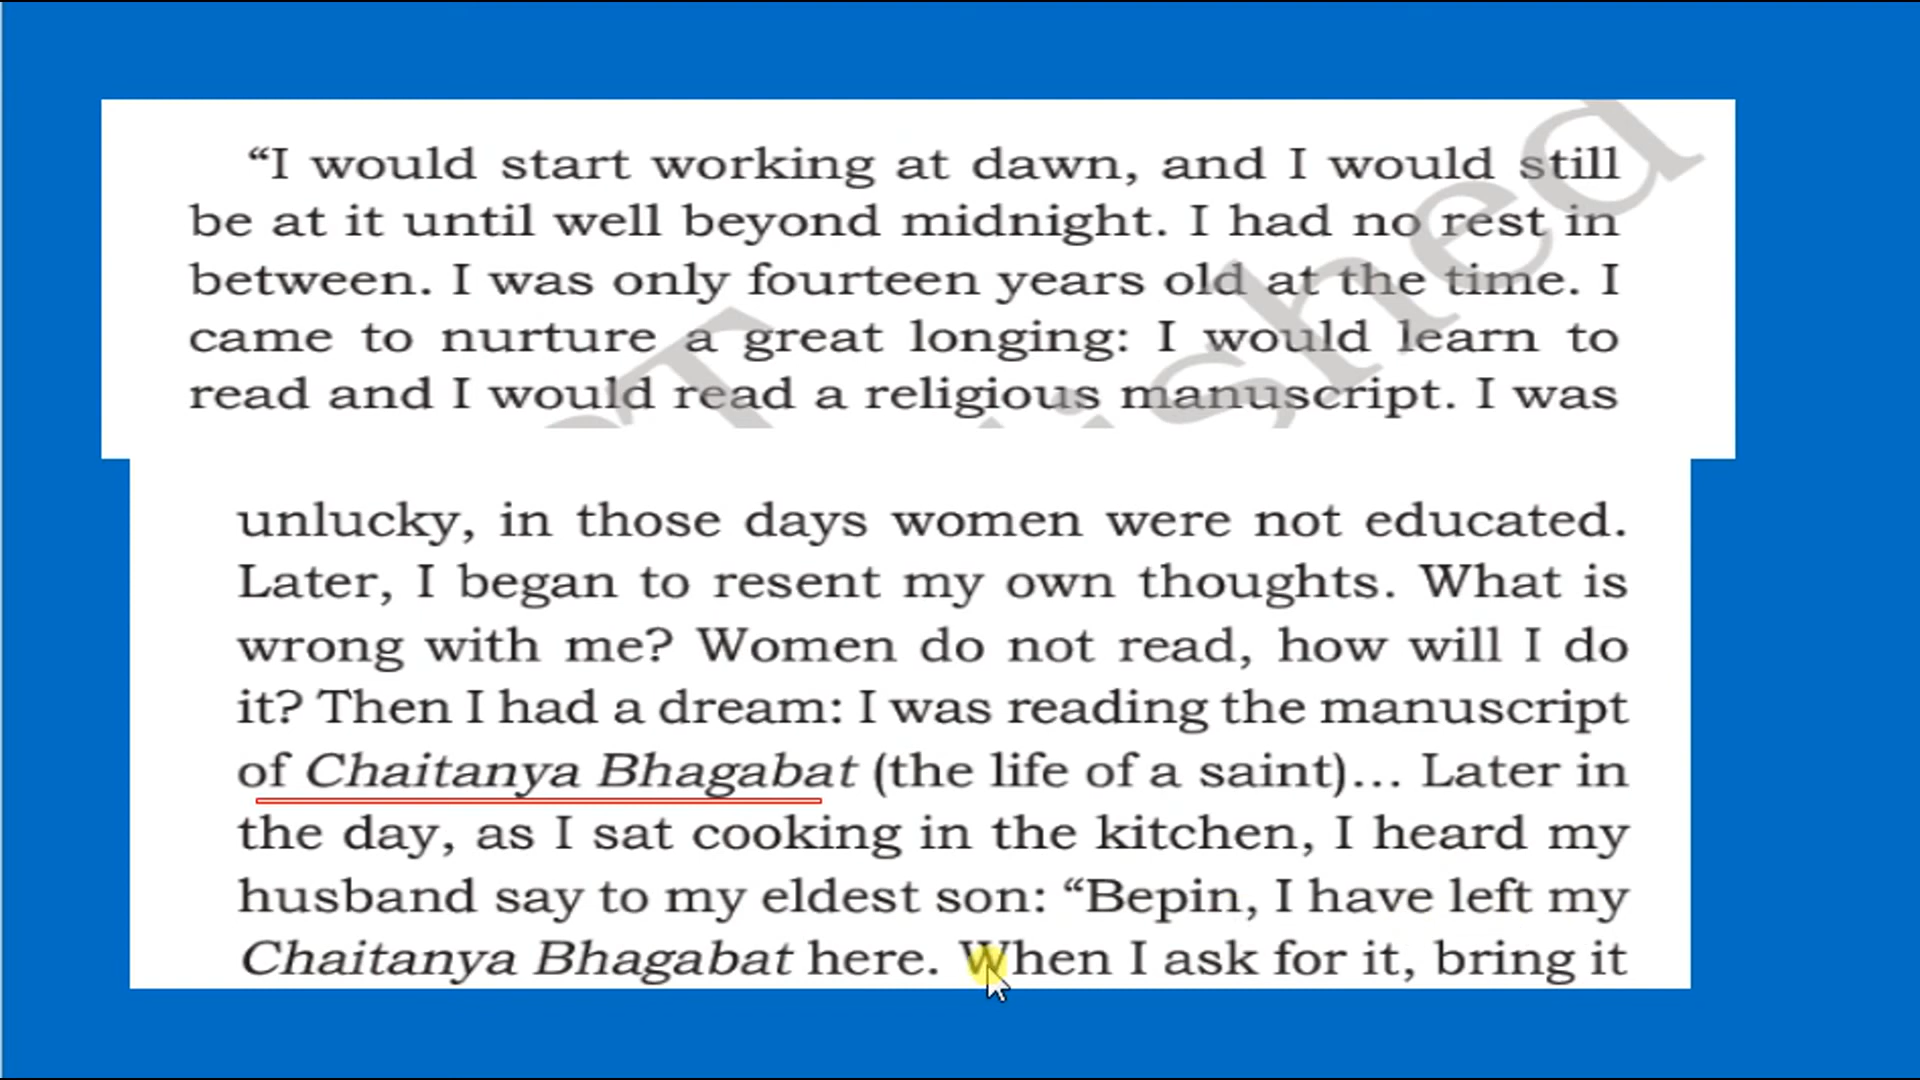 “I would start working at dawn, and I would still
be at it until well beyond midnight. I had no rest in
between. I was only fourteen years old at the time. I
came to nurture a great longing: I would learn to
read and I would read a religious manuscript. I was
unlucky, in those days women were not educated.
Later, I began to resent my own thoughts. What is
wrong with me? Women do not read, how will I do
it? Then I had a dream: I was reading the manuscript
of Chaitanya Bhagabat (the life of a saint)... Later in
the day, as I sat cooking in the kitchen, I heard my
husband say to my eldest son: “Bepin, I have left my
Chaitanya Bhagabat here. When I ask for it, bring it